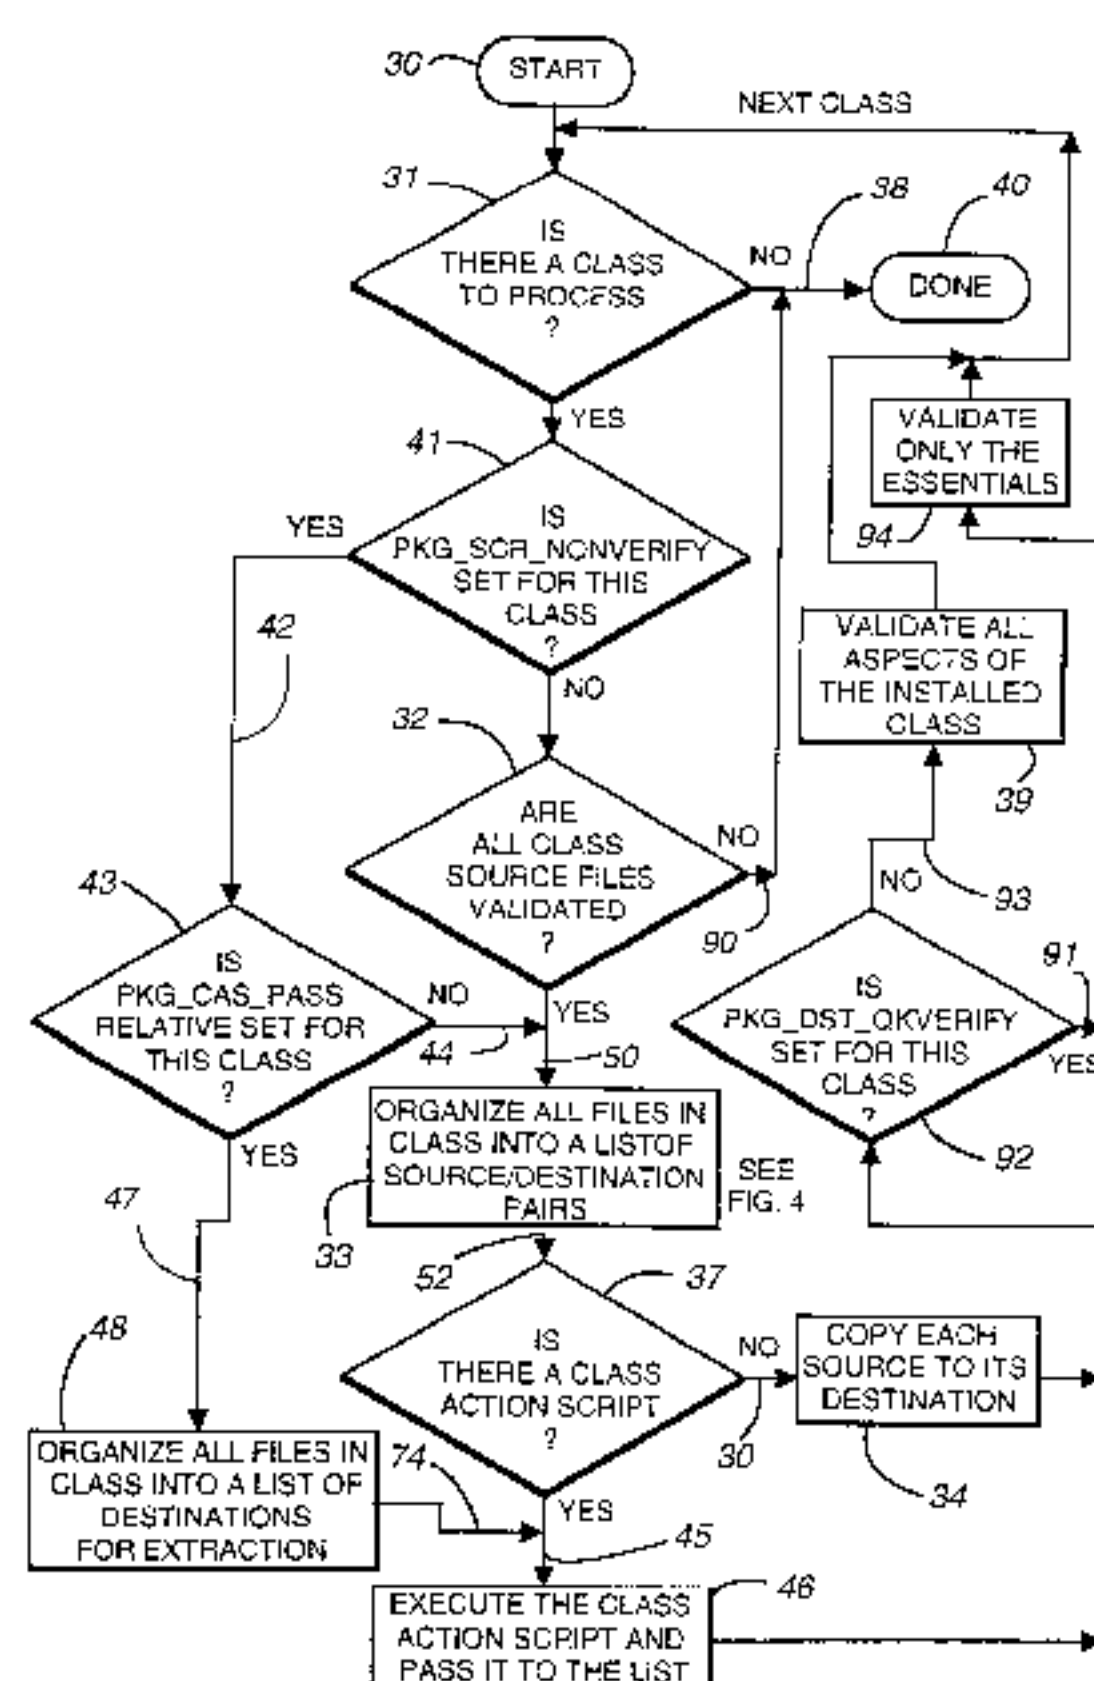 30
START
NEXT CLASS
31
38
40
IS
THERE A CLASS
TO PROCESS
?
NO
DONE
YES
VALIDATE
ONLY THE
ESSENTIALS
94
41
YES
IS
PKG_SCR_NONVERIFY
SET FOR THIS
CLASS
?
NO
42
VALIDATE ALL
ASPECTS OF
THE INSTALLED
CLASS
39
32
ARE
ALL CLASS
SOURCE FILES
VALIDATED
?
NO
90
YES
NO
93
43
IS
PKG_CAS_PASS
RELATIVE SET FOR
THIS CLASS
?
NO
44
YES
50
91
IS
PKG_DST_QKVERIFY
SET FOR THIS
CLASS
?
YES
92
ORGANIZE ALL FILES IN
CLASS INTO A LISTOF
SOURCE/DESTINATION
PAIRS
SEE
FIG. 4
33
47
52
37
IS
THERE A CLASS
ACTION SCRIPT
?
NO
30
COPY EACH
SOURCE TO ITS
DESTINATION
34
48
ORGANIZE ALL FILES IN
CLASS INTO A LIST OF
DESTINATIONS
FOR EXTRACTION
74
YES
45
46
EXECUTE THE CLASS
ACTION SCRIPT AND
PASS IT TO THE LIST